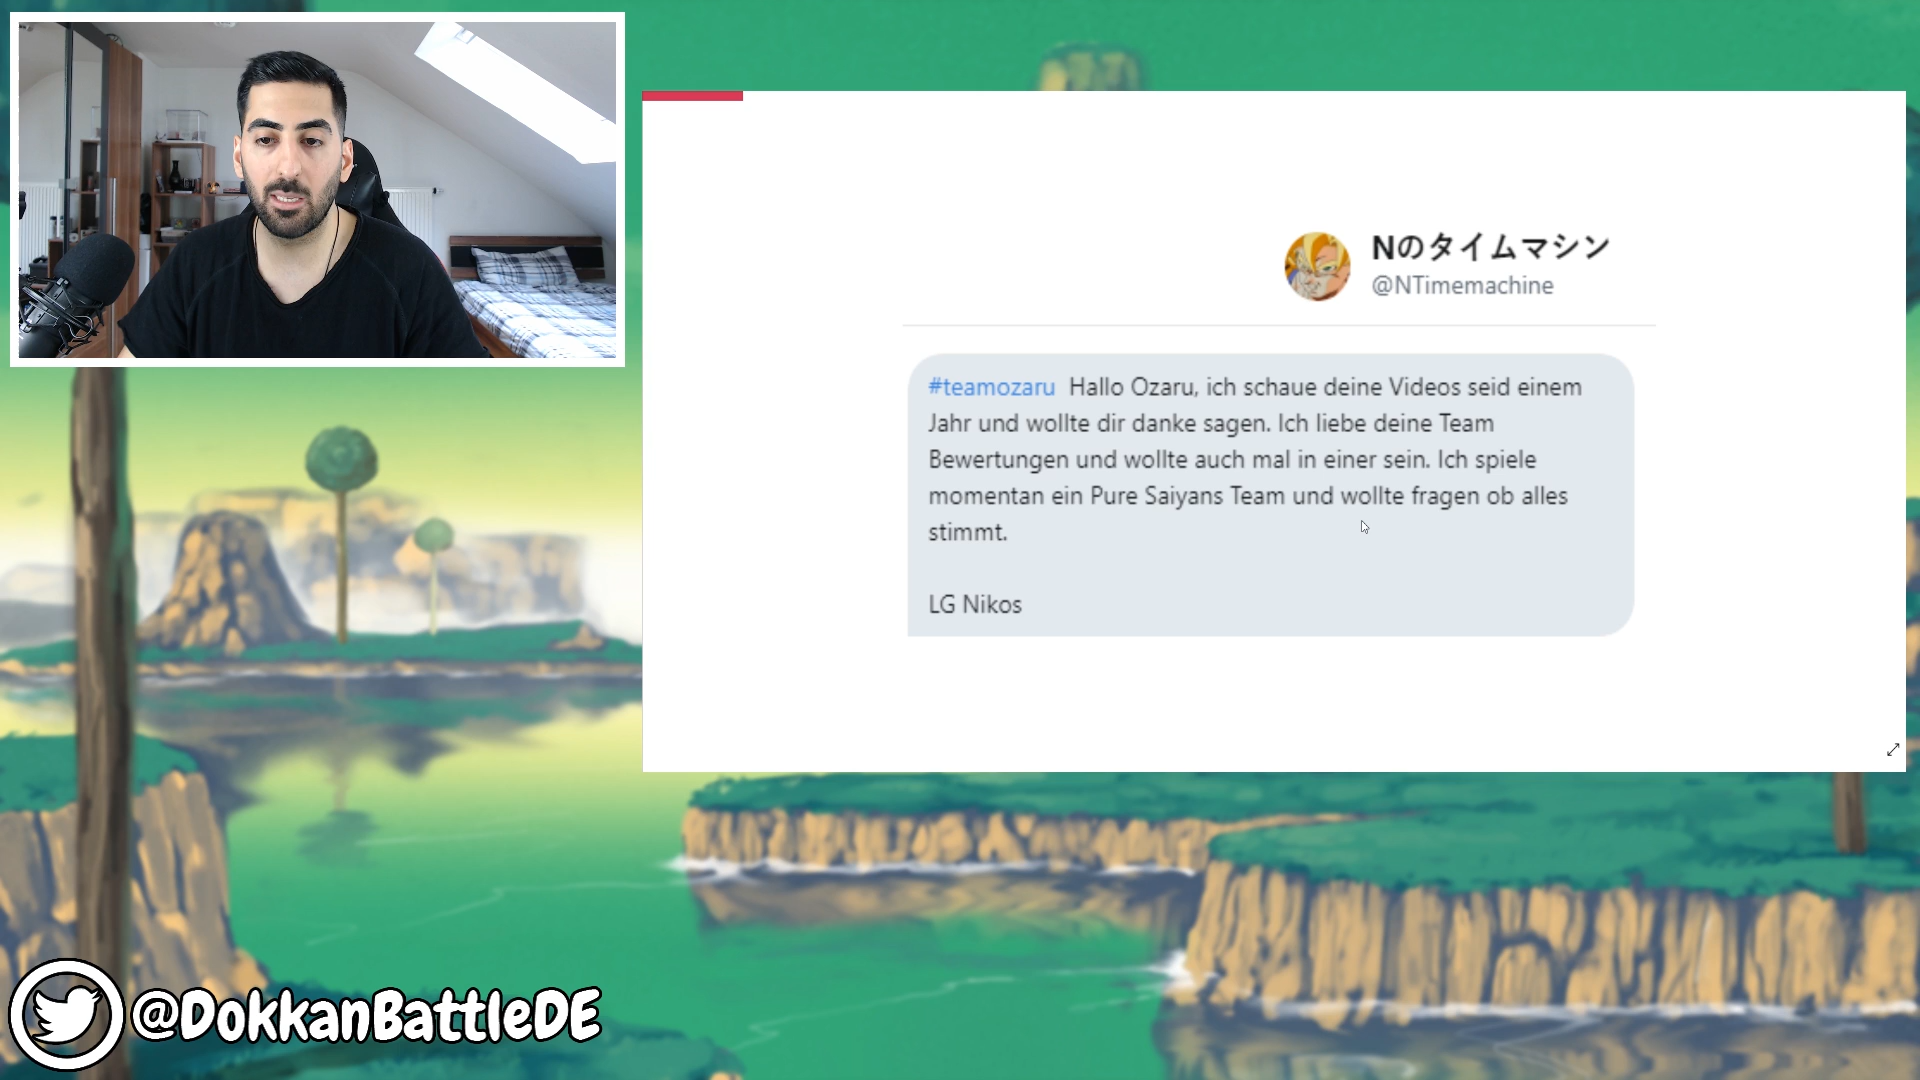 Nのタイムマシン
@NTimemachine
#teamozaru Hallo Ozaru, ich schaue deine Videos seid einem
Jahr und wollte dir danke sagen. Ich liebe deine Team
Bewertungen und wollte auch mal in einer sein. Ich spiele
momentan ein Pure Saiyans Team und wollte fragen ob alles
stimmt.
LG Nikos
@DokkanBattleDE